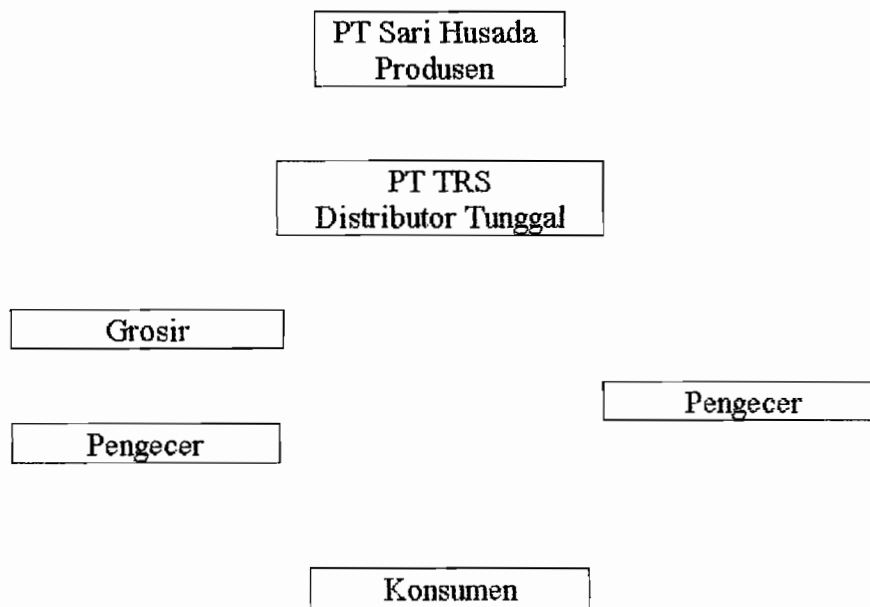 PT Sari Husada
Produsen
PT TRS
Distributor Tunggal
Grosir
Pengecer
Pengecer
Konsumen